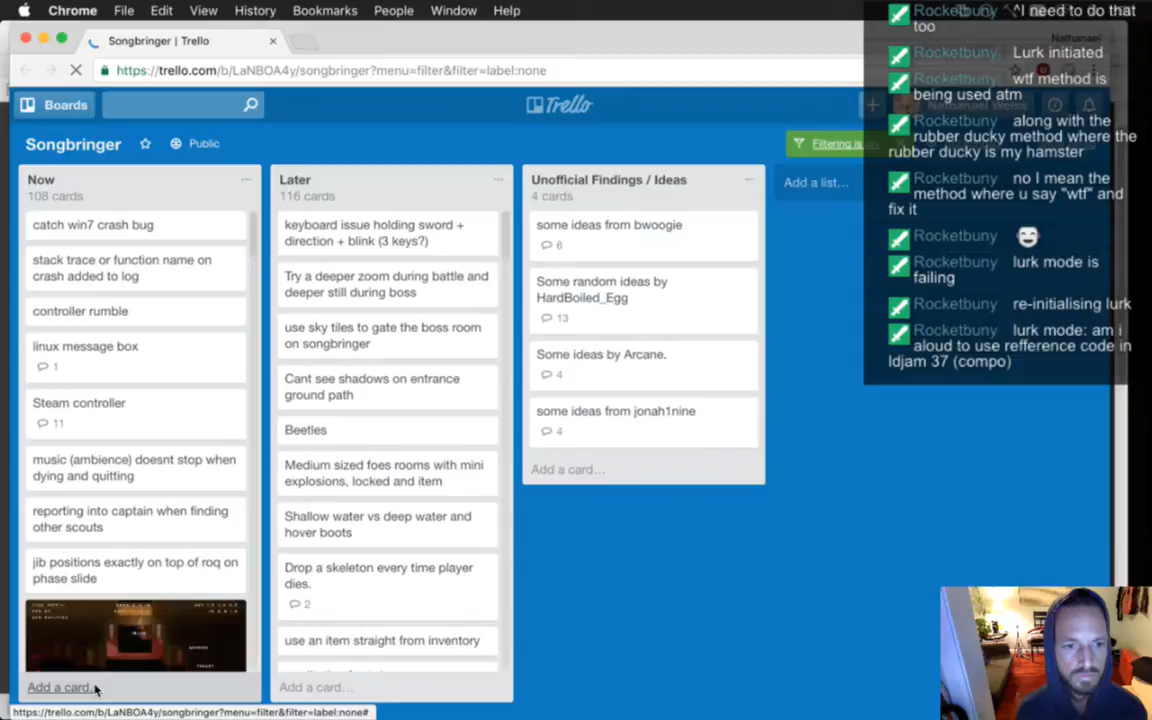 Chrome File Edit View History Bookmarks People Window Help
Songbringer | Trello
Nathanael
https://trello.com/b/LaNBOA4y/songbringer?menu=filter&filter=label:none
Boards
Trello
Songbringer
Public
Filtering is on
Now
108 cards
catch win7 crash bug
stack trace or function name on
crash added to log
controller rumble
linux message box
1
Steam controller
11
music (ambience) doesnt stop when
dying and quitting
reporting into captain when finding
other scouts
jib positions exactly on top of roq on
phase slide
Add a card...
Later
116 cards
keyboard issue holding sword +
direction + blink (3 keys?)
Try a deeper zoom during battle and
deeper still during boss
use sky tiles to gate the boss room
on songbringer
Cant see shadows on entrance
ground path
Beetles
Medium sized foes rooms with mini
explosions, locked and item
Shallow water vs deep water and
hover boots
Drop a skeleton every time player
dies.
2
use an item straight from inventory
Add a card...
Unofficial Findings / Ideas
4 cards
some ideas from bwoogie
6
Some random ideas by
HardBoiled_Egg
13
Some ideas by Arcane.
4
some ideas from jonah1nine
4
Add a card...
Add a list...
Rocketbuny ^I need to do that
too
Rocketbuny Lurk initiated
Rocketbuny wtf method is
being used atm
Rocketbuny along with the
rubber ducky method where the
rubber ducky is my hamster
Rocketbuny no I mean the
method where u say "wtf" and
fix it
Rocketbuny
Rocketbuny lurk mode is
failing
Rocketbuny re-initialising lurk
Rocketbuny lurk mode: am i
aloud to use refference code in
ldjam 37 (compo)
https://trello.com/b/LaNBOA4y/songbringer?menu=filter&filter=label:none#